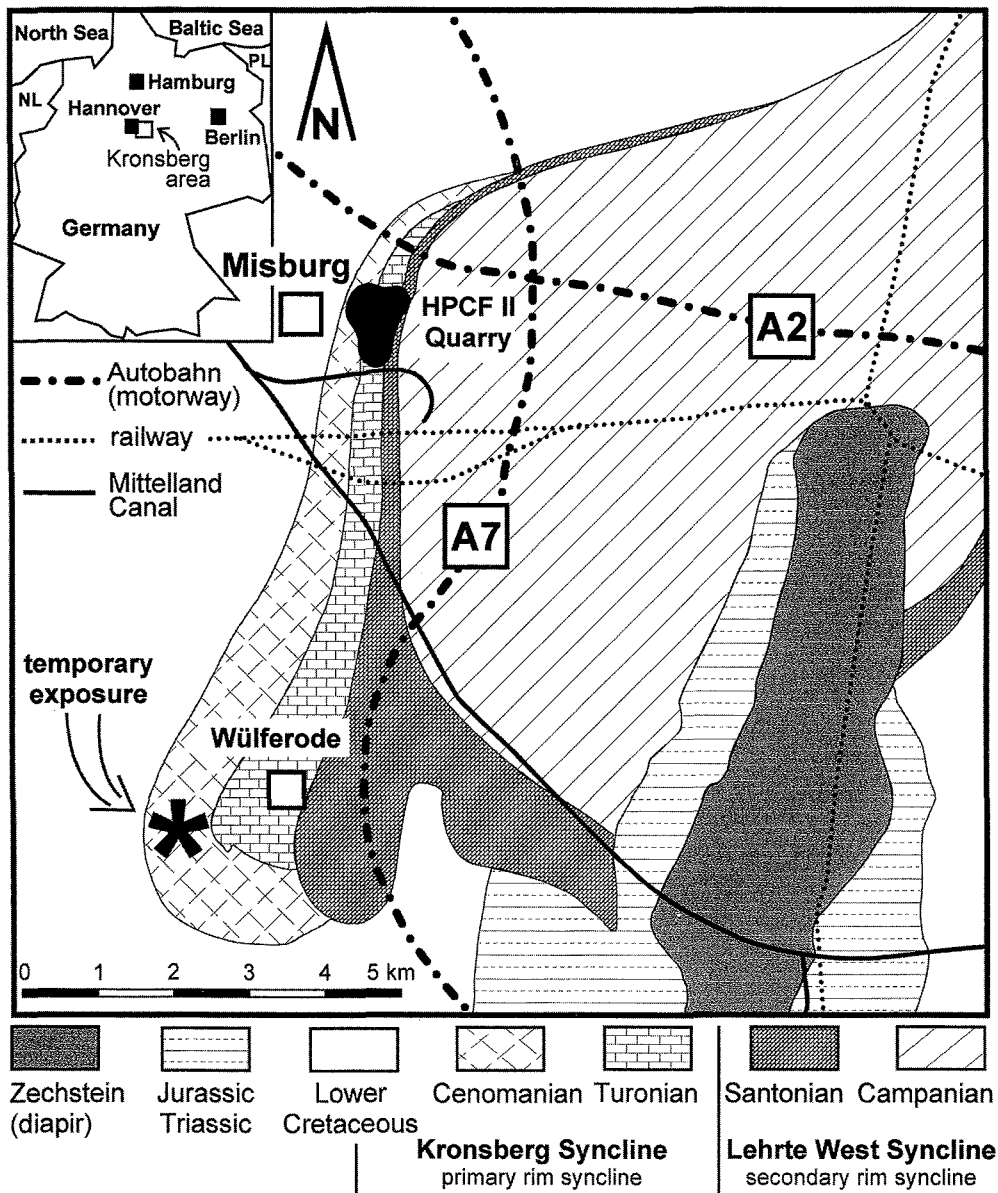 North Sea
Baltic Sea
PL
NL
Hamburg
Hannover
Berlin
Kronsberg
area
Germany
N
Misburg
HPCF II
Quarry
A2
Autobahn
(motorway)
railway
Mittelland
Canal
A7
temporary
exposure
Wülferode
0 1 2 3 4 5 km
Zechstein
(diapir)
Jurassic
Triassic
Lower
Cretaceous
Cenomanian
Turonian
Santonian
Campanian
Kronsberg Syncline
primary rim syncline
Lehrte West Syncline
secondary rim syncline